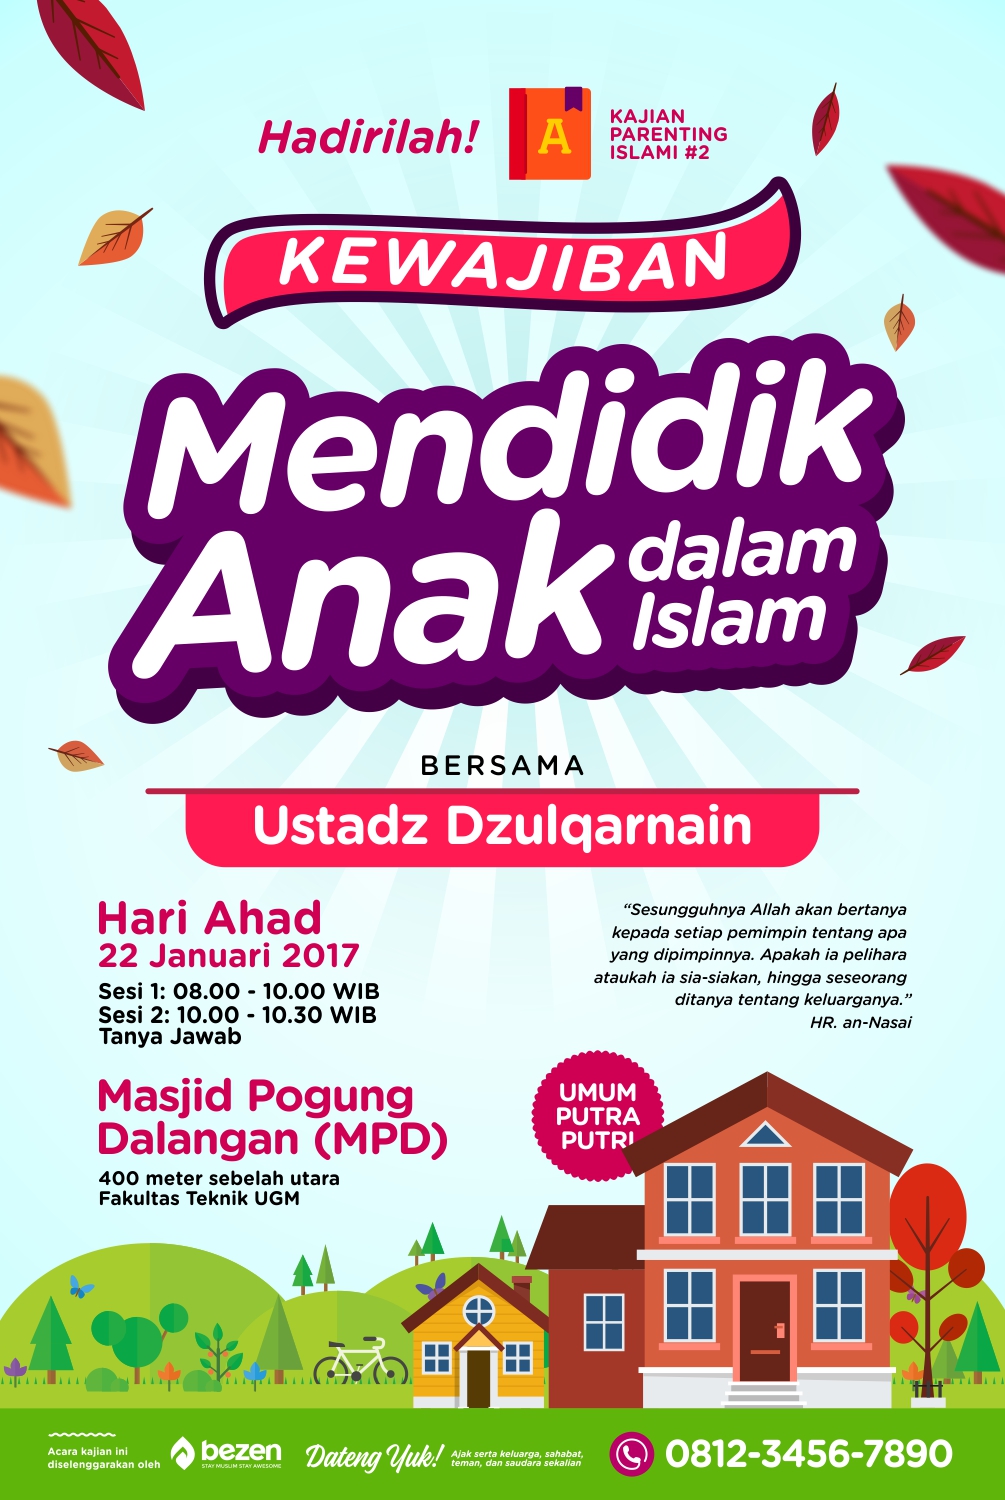 Hadirilah!
A
KAJIAN
PARENTING
ISLAMI #2
KEWAJIBAN
Mendidik
Anak dalam
Islam
BERSAMA
Ustadz Dzulqarnain
Hari Ahad
22 Januari 2017
Sesi 1: 08.00 - 10.00 WIB
Sesi 2: 10.00 - 10.30 WIB
Tanya Jawab
“Sesungguhnya Allah akan bertanya
kepada setiap pemimpin tentang apa
yang dipimpinnya. Apakah ia pelihara
ataukah ia sia-siakan, hingga seseorang
ditanya tentang keluarganya.”
HR. an-Nasai
Masjid Pogung
Dalangan (MPD)
400 meter sebelah utara
Fakultas Teknik UGM
UMUM
PUTRA
PUTRI
Acara kajian ini
diselenggarakan oleh
bezen
STAY MUSLIM STAY AWESOME
Dateng Yuk!
Ajak serta keluarga, sahabat,
teman, dan saudara sekalian
0812-3456-7890